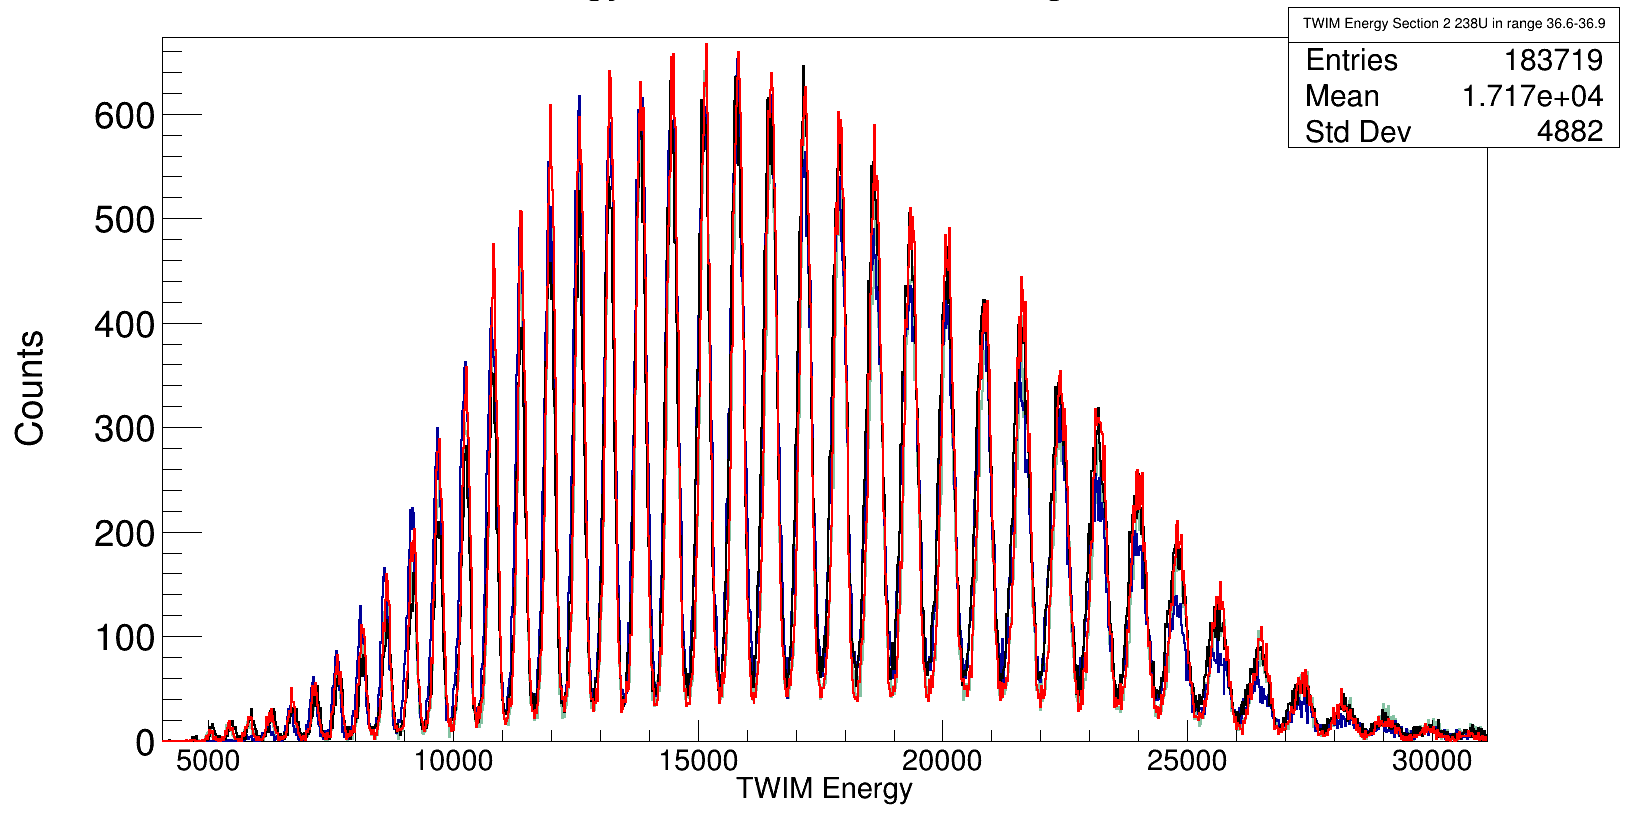 TWIM Energy Section 2 238U in range 36.6-36.9
Entries 183719
Mean 1.717e+04
Std Dev 4882
600
500
400
300
200
100
0
Counts
5000 10000 15000 20000 25000 30000
TWIM Energy